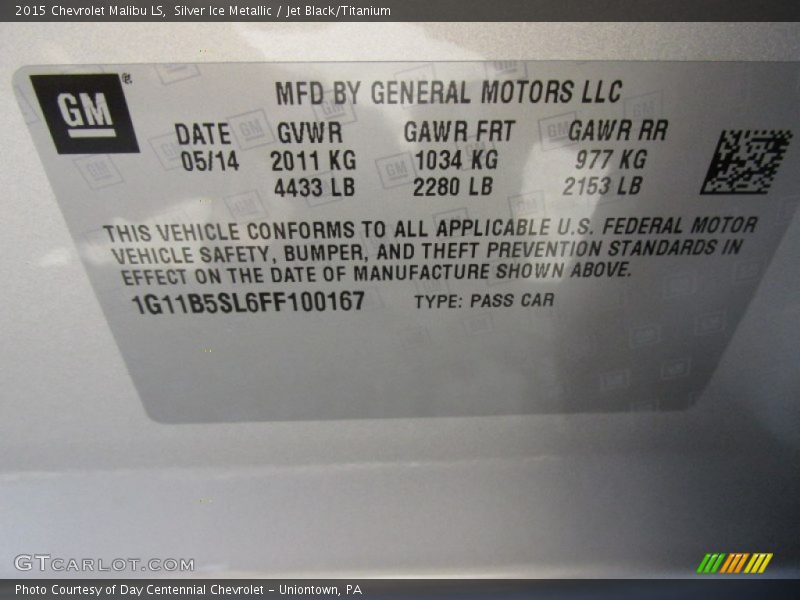 2015 Chevrolet Malibu LS, Silver Ice Metallic / Jet Black/Titanium
GM®
MFD BY GENERAL MOTORS LLC
DATE GVWR GAWR FRT GAWR RR
05/14 2011 KG 1034 KG 977 KG
4433 LB 2280 LB 2153 LB
THIS VEHICLE CONFORMS TO ALL APPLICABLE U.S. FEDERAL MOTOR
VEHICLE SAFETY, BUMPER, AND THEFT PREVENTION STANDARDS IN
EFFECT ON THE DATE OF MANUFACTURE SHOWN ABOVE.
1G11B5SL6FF100167 TYPE: PASS CAR
GTCARLOT.COM
Photo Courtesy of Day Centennial Chevrolet - Uniontown, PA